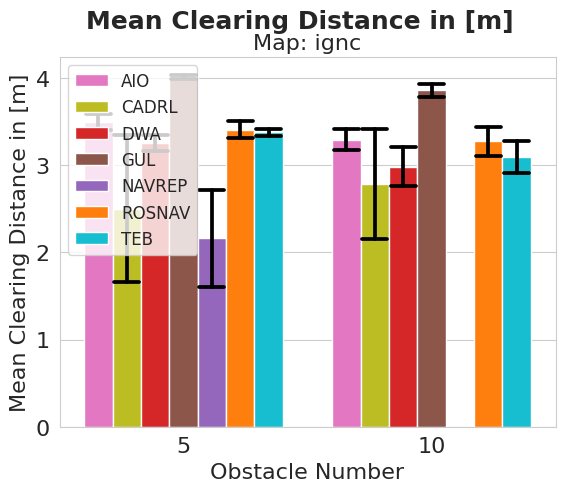 Mean Clearing Distance in [m]
Map: ignc
Mean Clearing Distance in [m]
4
3
2
1
0
AIO
CADRL
DWA
GUL
NAVREP
ROSNAV
TEB
5
10
Obstacle Number